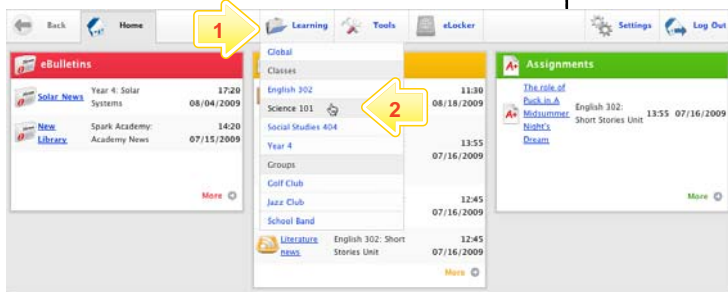 Back
Home
1
Learning
Tools
eLocker
Settings
Log Out
eBulletins
Solar News
Year 4: Solar
Systems
17:20
08/04/2009
New
Library
Spark Academy:
Academy News
14:20
07/15/2009
More
Global
Classes
English 302
Science 101
2
Social Studies 404
Year 4
Groups
Golf Club
Jazz Club
School Band
11:30
08/18/2009
13:55
07/16/2009
12:45
07/16/2009
Literature
news
English 302: Short
Stories Unit
12:45
07/16/2009
More
A+ Assignments
A+
The role of
Puck in A
Midsummer
Night's
Dream
English 302:
Short Stories Unit
13:55 07/16/2009
More